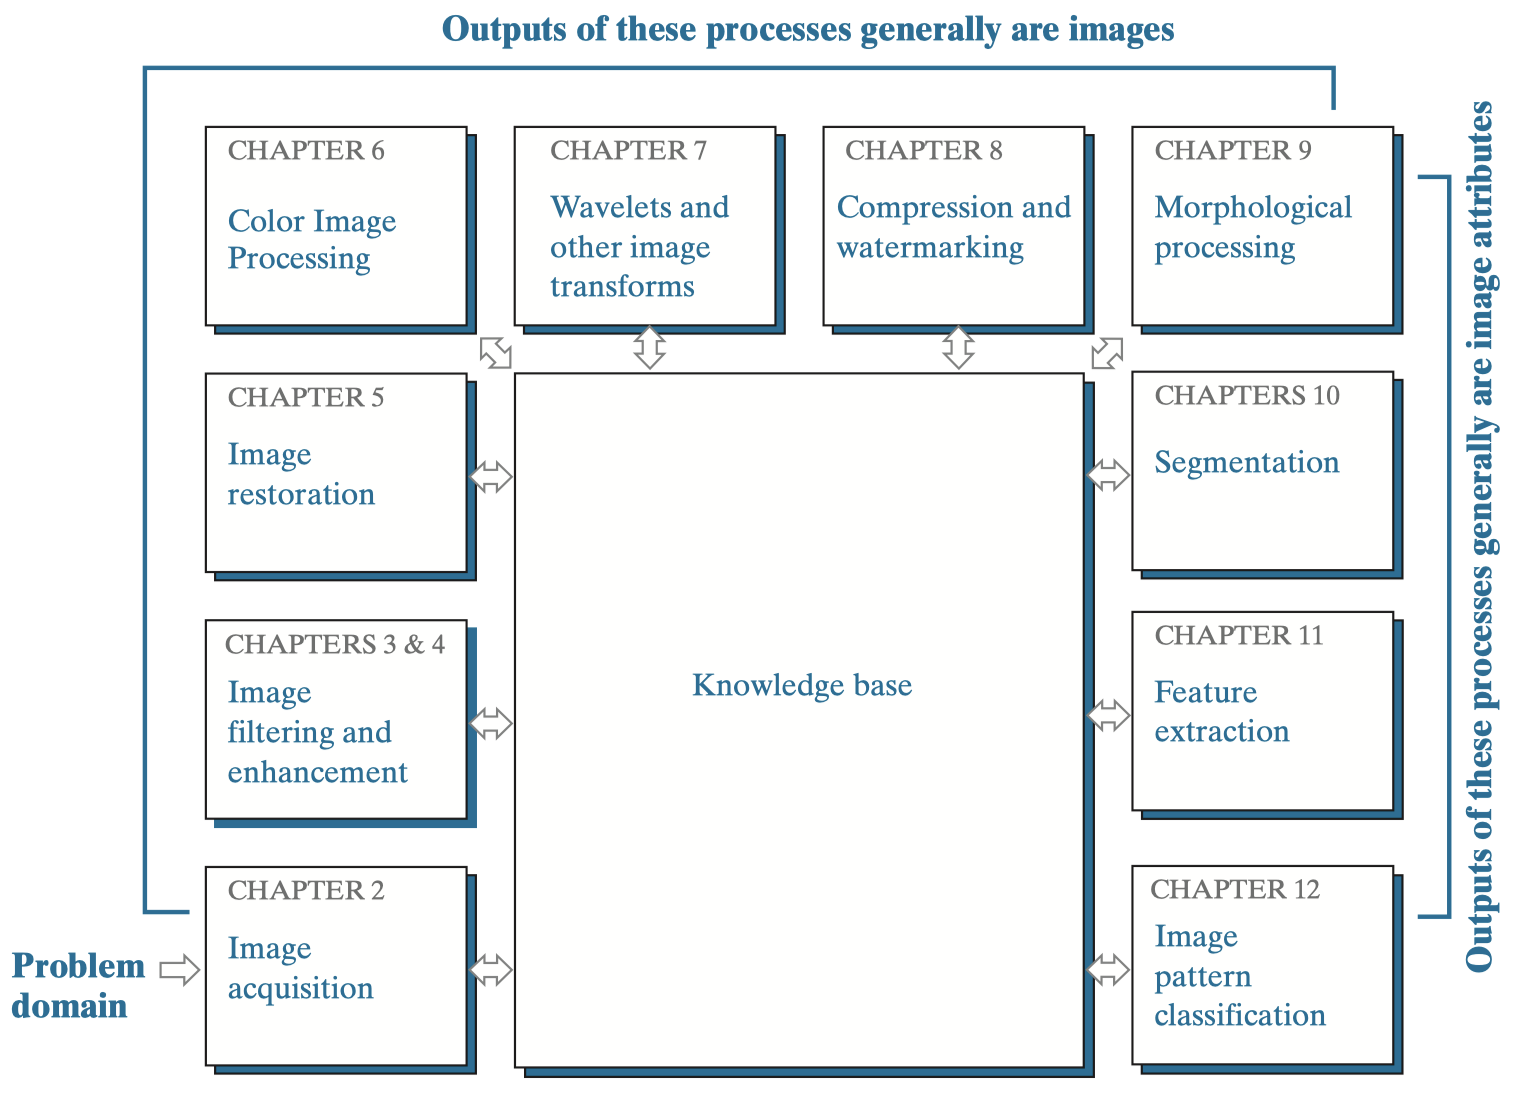 Outputs of these processes generally are images
CHAPTER 6
Color Image
Processing
CHAPTER 7
Wavelets and
other image
transforms
CHAPTER 8
Compression and
watermarking
CHAPTER 9
Morphological
processing
Outputs of these processes generally are image attributes
CHAPTER 5
Image
restoration
CHAPTERS 10
Segmentation
CHAPTERS 3 & 4
Image
filtering and
enhancement
Knowledge base
CHAPTER 11
Feature
extraction
Problem
domain
CHAPTER 2
Image
acquisition
CHAPTER 12
Image
pattern
classification